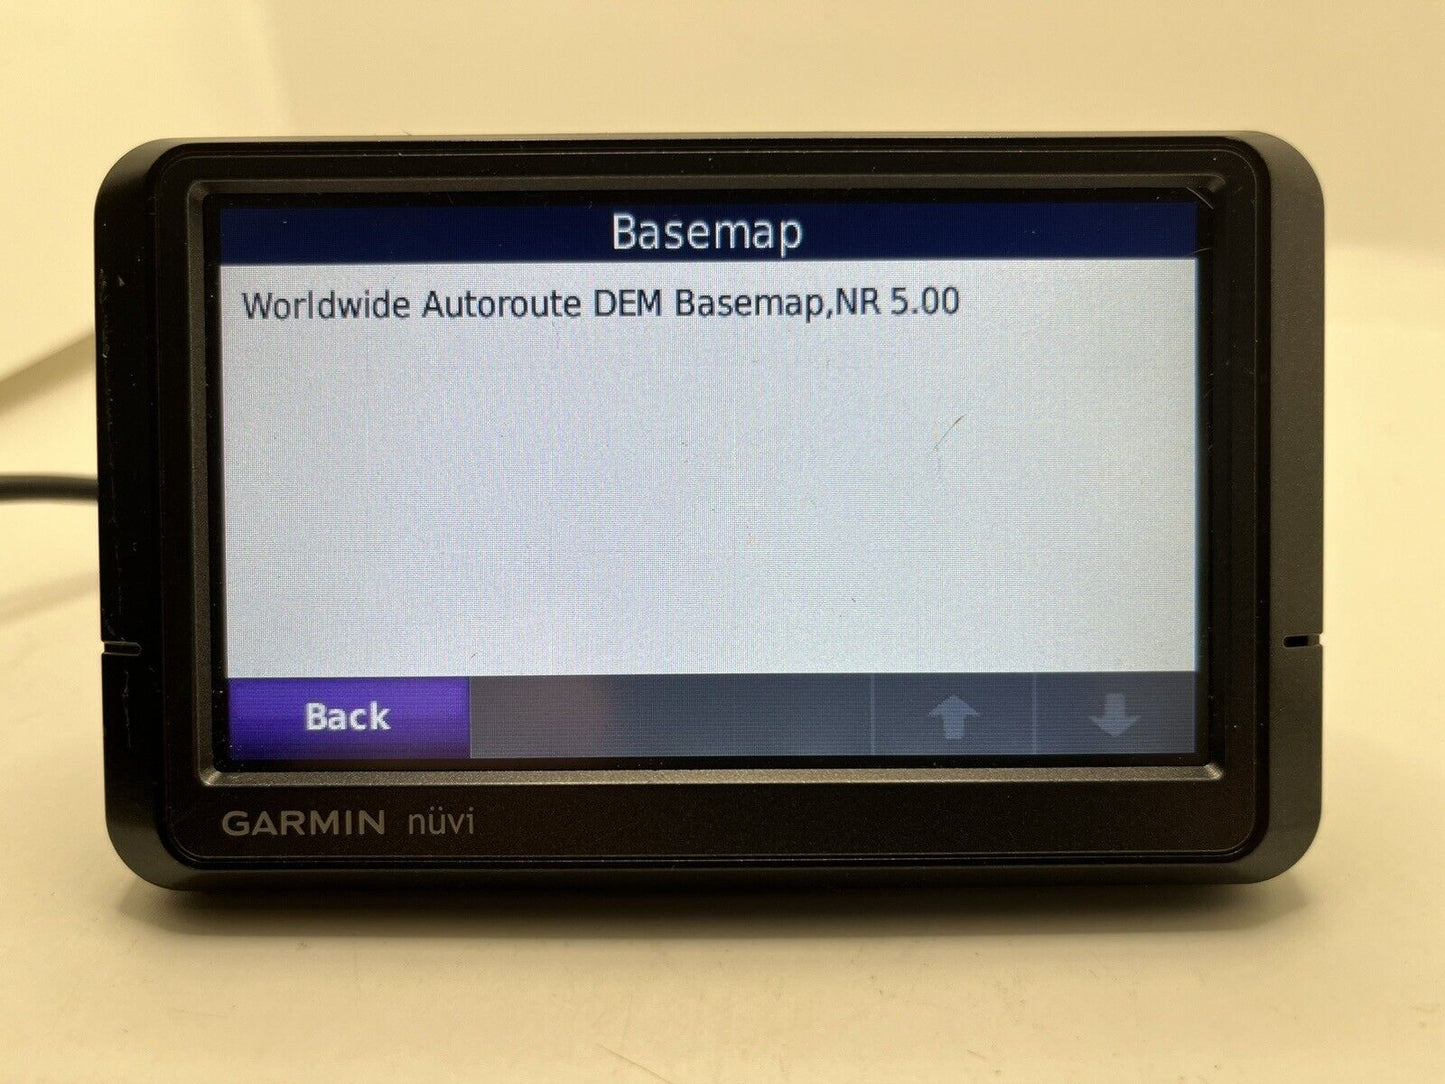 Basemap
Worldwide Autoroute DEM Basemap,NR 5.00
Back
GARMIN nüvi